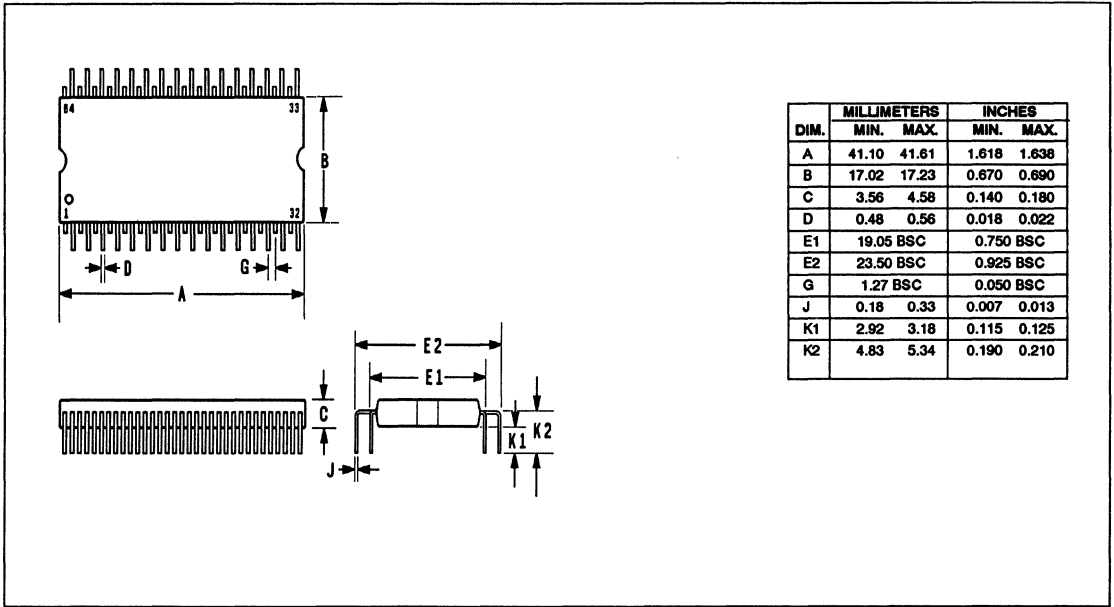 64 33
B
1 32
D G
A
MILLIMETERS INCHES
DIM. MIN. MAX. MIN. MAX.
A 41.10 41.61 1.618 1.638
B 17.02 17.23 0.670 0.690
C 3.56 4.58 0.140 0.180
D 0.48 0.56 0.018 0.022
E1 19.05 BSC 0.750 BSC
E2 23.50 BSC 0.925 BSC
G 1.27 BSC 0.050 BSC
J 0.18 0.33 0.007 0.013
K1 2.92 3.18 0.115 0.125
K2 4.83 5.34 0.190 0.210
E2
E1
C
K1 K2
J